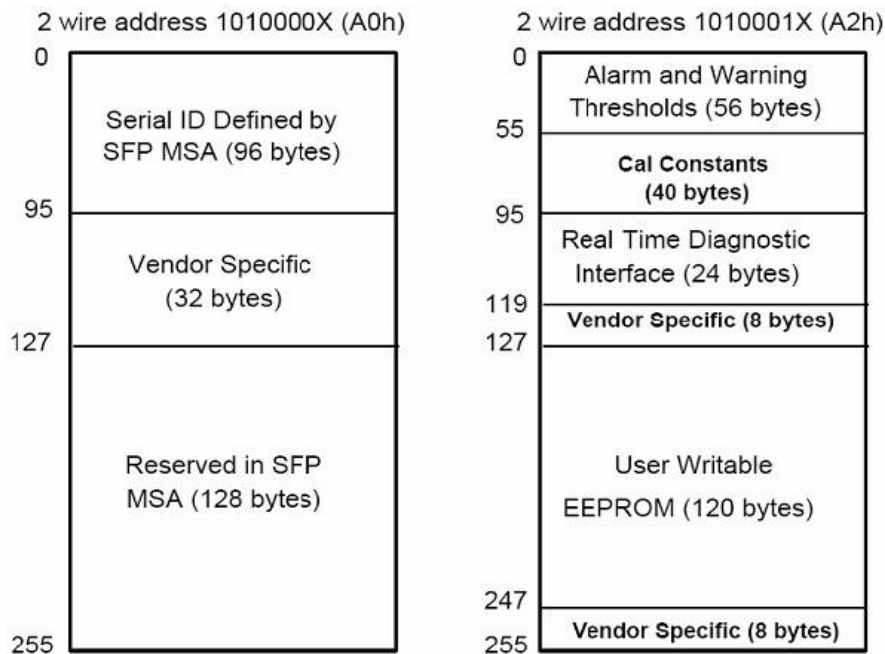 2 wire address 1010000X (A0h)
0
Serial ID Defined by
SFP MSA (96 bytes)
95
Vendor Specific
(32 bytes)
127
Reserved in SFP
MSA (128 bytes)
255
2 wire address 1010001X (A2h)
0
Alarm and Warning
Thresholds (56 bytes)
55
Cal Constants
(40 bytes)
95
Real Time Diagnostic
Interface (24 bytes)
119
Vendor Specific (8 bytes)
127
User Writable
EEPROM (120 bytes)
247
Vendor Specific (8 bytes)
255